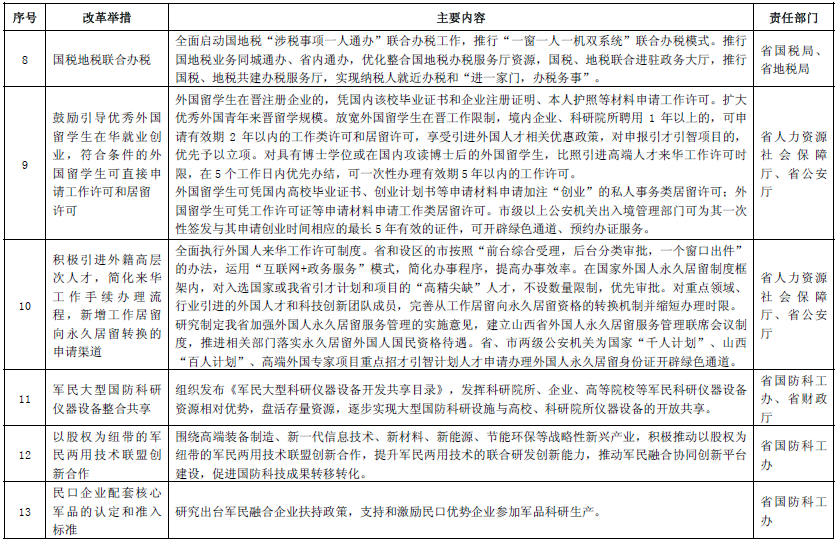 序号 改革举措 主要内容 责任部门
8 国税地税联合办税
全面启动国地税“涉税事项一人通办”联合办税工作，推行“一窗一人一机双系统”联合办税模式。推行
国地税业务同城通办、省内通办，优化整合国地税办税服务厅资源，国税、地税联合进驻政务大厅，推行
国税、地税共建办税服务厅，实现纳税人就近办税和“进一家门，办税务事”。
省国税局、
省地税局
9
鼓励引导优秀外国
留学生在华就业创
业，符合条件的外
国留学生可直接申
请工作许可和居留
许可
外国留学生在晋注册企业的，凭国内该校毕业证书和企业注册证明、本人护照等材料申请工作许可。扩大
优秀外国青年来晋留学规模。放宽外国留学生在晋工作限制，境内企业、科研院所聘用 1 年以上的，可申
请有效期 2 年以内的工作类许可和居留许可，享受引进外国人才相关优惠政策，对申报引才引智项目的，
优先予以立项。对具有博士学位或在国内攻读博士后的外国留学生，比照引进高端人才来华工作许可时
限，在5个工作日内优先办结，可一次性办理有效期5年以内的工作许可。
外国留学生可凭国内高校毕业证书、创业计划书等申请材料申请加注“创业”的私人事务类居留许可；外
国留学生可凭工作许可证等申请材料申请工作类居留许可。市级以上公安机关出入境管理部门可为其一次
性签发与其申请创业时间相应的最长5年有效的证件，可开辟绿色通道、预约办证服务。
省人力资源
社会保障
厅、省公安
厅
10
积极引进外籍高层
次人才，简化来华
工作手续办理流
程，新增工作居留
向永久居留转换的
申请渠道
全面执行外国人来华工作许可制度。省和设区的市按照“前台综合受理，后台分类审批，一个窗口出件”
的办法，运用“互联网+政务服务”模式，简化办事程序，提高办事效率。在国家外国人永久居留制度框
架内，对入选国家或我省引才计划和项目的“高精尖缺”人才，不设数量限制，优先审批。对重点领域、
行业引进的外国人才和科技创新团队成员，完善从工作居留向永久居留资格的转换机制并缩短办理时限。
研究制定我省加强外国人永久居留服务管理的实施意见，建立山西省外国人永久居留服务管理联席会议制
度，推进相关部门落实永久居留外国人国民资格待遇。省、市两级公安机关为国家“千人计划”、山西
“百人计划”、高端外国专家项目重点招才引智计划人才申请办理外国人永久居留身份证开辟绿色通道。
省人力资源
社会保障
厅、省公安
厅
11
军民大型国防科研
仪器设备整合共享
组织发布《军民大型科研仪器设备开发共享目录》，发挥科研院所、企业、高等院校等军民科研仪器设备
资源相对优势，盘活存量资源，逐步实现大型国防科研设施与高校、科研院所仪器设备的开放共享。
省国防科工
办、省财政
厅
12
以股权为纽带的军
民两用技术联盟创
新合作
围绕高端装备制造、新一代信息技术、新材料、新能源、节能环保等战略性新兴产业，积极推动以股权为
纽带的军民两用技术联盟创新合作，提升军民两用技术的联合研发创新能力，推动军民融合协同创新平台
建设，促进国防科技成果转移转化。
省国防科工
办
13
民口企业配套核心
军品的认定和准入
标准
研究出台军民融合企业扶持政策，支持和激励民口优势企业参加军品科研生产。
省国防科工
办